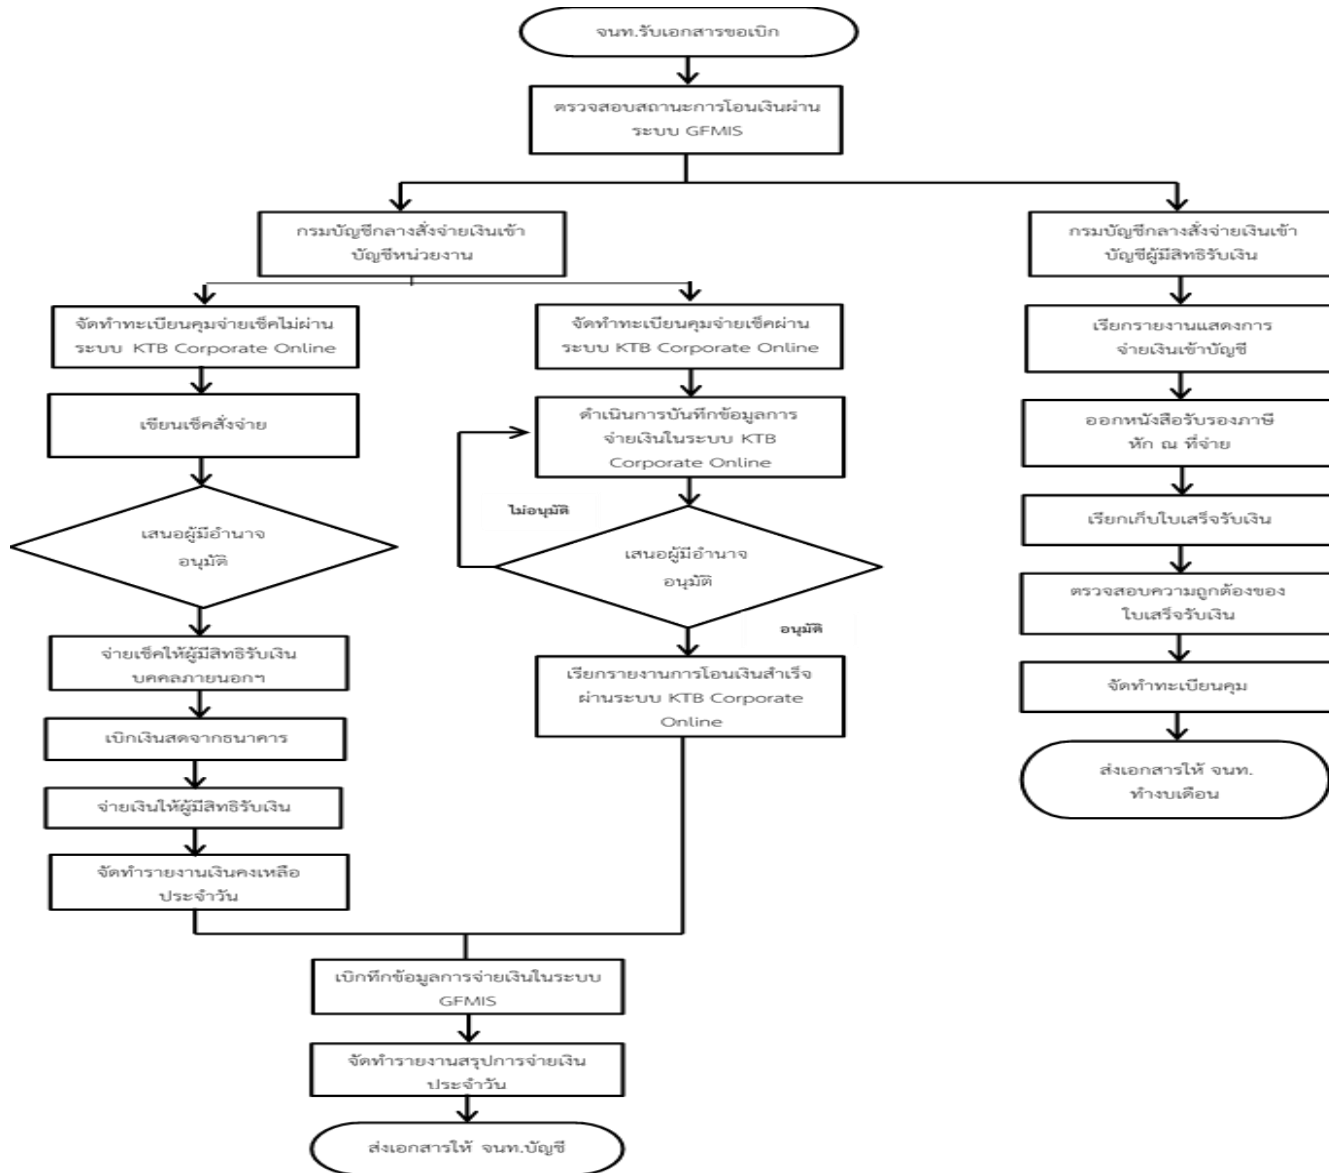 จนท.รับเอกสารขอเบิก
ตรวจสอบสถานะการโอนเงินผ่าน
ระบบ GFMIS
กรมบัญชีกลางสั่งจ่ายเงินเข้า
บัญชีหน่วยงาน
จัดทำทะเบียนคุมจ่ายเช็คไม่ผ่าน
ระบบ KTB Corporate Online
เขียนเช็คสั่งจ่าย
เสนอผู้มีอำนาจ
อนุมัติ
จ่ายเช็คให้ผู้มีสิทธิรับเงิน
บุคคลภายนอกฯ
เบิกเงินสดจากธนาคาร
จ่ายเงินให้ผู้มีสิทธิรับเงิน
จัดทำรายงานเงินคงเหลือ
ประจำวัน
จัดทำทะเบียนคุมจ่ายเช็คผ่าน
ระบบ KTB Corporate Online
ดำเนินการบันทึกข้อมูลการ
จ่ายเงินในระบบ KTB
Corporate Online
ไม่อนุมัติ
เสนอผู้มีอำนาจ
อนุมัติ
อนุมัติ
เรียกรายงานการโอนเงินสำเร็จ
ผ่านระบบ KTB Corporate
Online
เบิกทึกข้อมูลการจ่ายเงินในระบบ
GFMIS
จัดทำรายงานสรุปการจ่ายเงิน
ประจำวัน
ส่งเอกสารให้ จนท.บัญชี
กรมบัญชีกลางสั่งจ่ายเงินเข้า
บัญชีผู้มีสิทธิรับเงิน
เรียกรายงานแสดงการ
จ่ายเงินเข้าบัญชี
ออกหนังสือรับรองภาษี
หัก ณ ที่จ่าย
เรียกเก็บใบเสร็จรับเงิน
ตรวจสอบความถูกต้องของ
ใบเสร็จรับเงิน
จัดทำทะเบียนคุม
ส่งเอกสารให้ จนท.
ทำงบเดือน